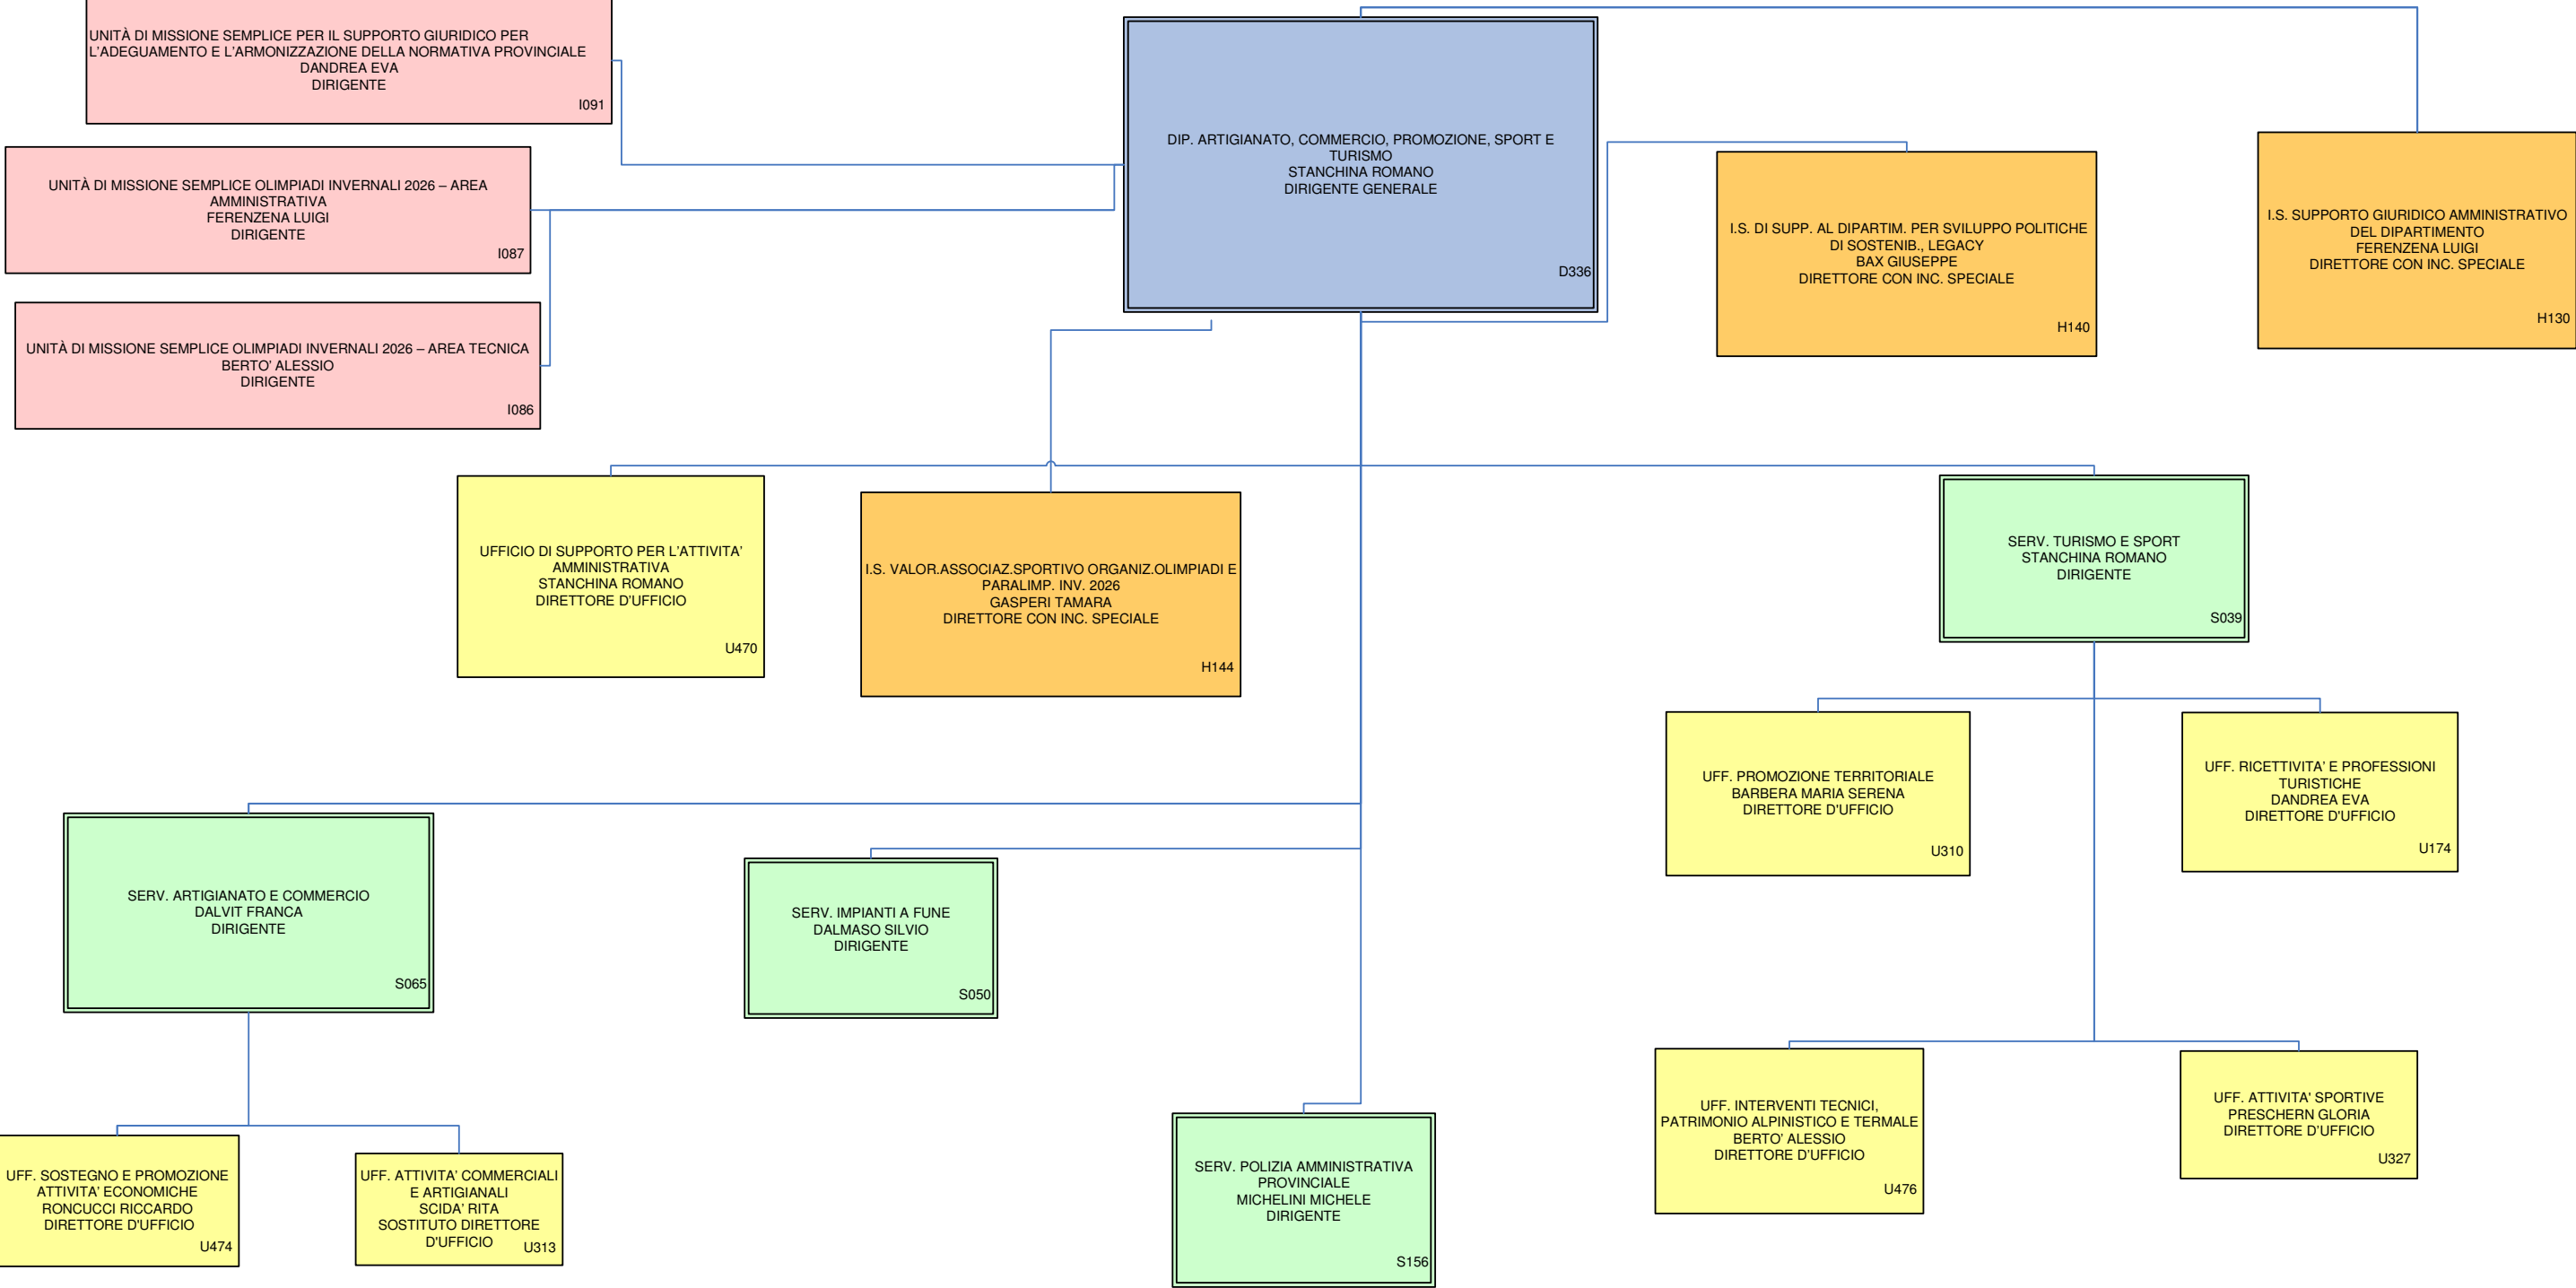 UNITÀ DI MISSIONE SEMPLICE PER IL SUPPORTO GIURIDICO PER
L'ADEGUAMENTO E L'ARMONIZZAZIONE DELLA NORMATIVA PROVINCIALE
DANDREA EVA
DIRIGENTE
I091
UNITÀ DI MISSIONE SEMPLICE OLIMPIADI INVERNALI 2026 – AREA
AMMINISTRATIVA
FERENZENA LUIGI
DIRIGENTE
I087
UNITÀ DI MISSIONE SEMPLICE OLIMPIADI INVERNALI 2026 – AREA TECNICA
BERTO' ALESSIO
DIRIGENTE
I086
DIP. ARTIGIANATO, COMMERCIO, PROMOZIONE, SPORT E
TURISMO
STANCHINA ROMANO
DIRIGENTE GENERALE
D336
I.S. DI SUPP. AL DIPARTIM. PER SVILUPPO POLITICHE
DI SOSTENIB., LEGACY
BAX GIUSEPPE
DIRETTORE CON INC. SPECIALE
H140
I.S. SUPPORTO GIURIDICO AMMINISTRATIVO
DEL DIPARTIMENTO
FERENZENA LUIGI
DIRETTORE CON INC. SPECIALE
H130
UFFICIO DI SUPPORTO PER L'ATTIVITA'
AMMINISTRATIVA
STANCHINA ROMANO
DIRETTORE D'UFFICIO
U470
I.S. VALOR.ASSOCIAZ.SPORTIVO ORGANIZ.OLIMPIADI E
PARALIMP. INV. 2026
GASPERI TAMARA
DIRETTORE CON INC. SPECIALE
H144
SERV. TURISMO E SPORT
STANCHINA ROMANO
DIRIGENTE
S039
UFF. PROMOZIONE TERRITORIALE
BARBERA MARIA SERENA
DIRETTORE D'UFFICIO
U310
UFF. RICETTIVITA' E PROFESSIONI
TURISTICHE
DANDREA EVA
DIRETTORE D'UFFICIO
U174
SERV. ARTIGIANATO E COMMERCIO
DALVIT FRANCA
DIRIGENTE
S065
SERV. IMPIANTI A FUNE
DALMASO SILVIO
DIRIGENTE
S050
UFF. SOSTEGNO E PROMOZIONE
ATTIVITA' ECONOMICHE
RONCUCCI RICCARDO
DIRETTORE D'UFFICIO
U474
UFF. ATTIVITA' COMMERCIALI
E ARTIGIANALI
SCIDA' RITA
SOSTITUTO DIRETTORE
D'UFFICIO
U313
SERV. POLIZIA AMMINISTRATIVA
PROVINCIALE
MICHELINI MICHELE
DIRIGENTE
S156
UFF. INTERVENTI TECNICI,
PATRIMONIO ALPINISTICO E TERMALE
BERTO' ALESSIO
DIRETTORE D'UFFICIO
U476
UFF. ATTIVITA' SPORTIVE
PRESCHERN GLORIA
DIRETTORE D'UFFICIO
U327